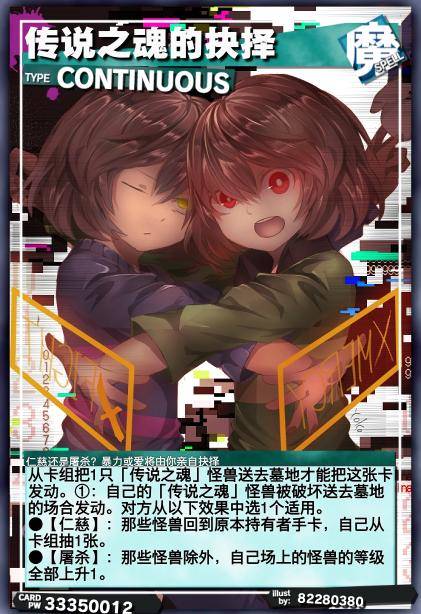 传说之魂的抉择
魔
SPELL
TYPE CONTINUOUS
FIGHT
MERCY
仁慈还是屠杀？暴力或爱将由你亲自抉择
从卡组把1只「传说之魂」怪兽送去墓地才能把这张卡
发动。①：自己的「传说之魂」怪兽被破坏送去墓地
的场合发动。对方从以下效果中选1个适用。
●【仁慈】：那些怪兽回到原本持有者手卡，自己从
卡组抽1张。
●【屠杀】：那些怪兽除外，自己场上的怪兽的等级
全部上升1。
CARD PW 33350012
illust by: 82280380